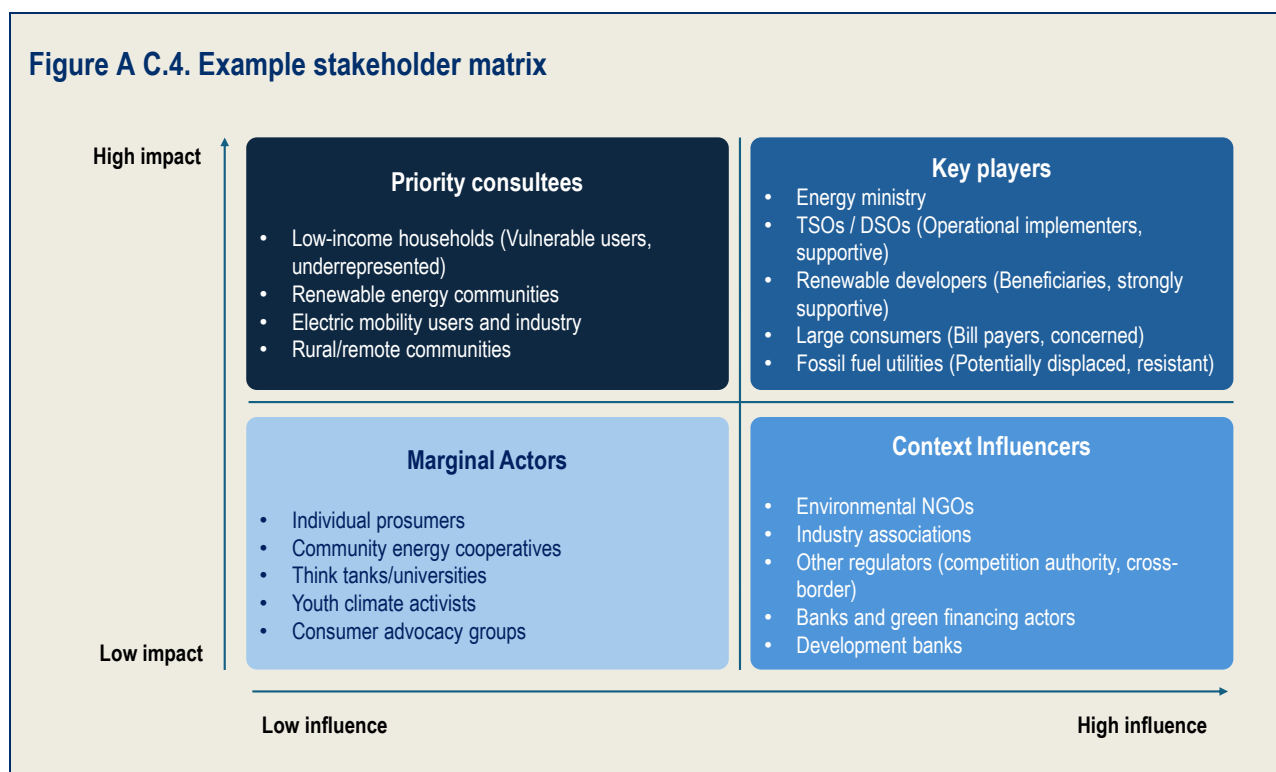 Figure A C.4. Example stakeholder matrix
High impact
Priority consultees
• Low-income households (Vulnerable users,
underrepresented)
• Renewable energy communities
• Electric mobility users and industry
• Rural/remote communities
Key players
• Energy ministry
• TSOs / DSOs (Operational implementers,
supportive)
• Renewable developers (Beneficiaries, strongly
supportive)
• Large consumers (Bill payers, concerned)
• Fossil fuel utilities (Potentially displaced, resistant)
Marginal Actors
• Individual prosumers
• Community energy cooperatives
• Think tanks/universities
• Youth climate activists
• Consumer advocacy groups
Context Influencers
• Environmental NGOs
• Industry associations
• Other regulators (competition authority, cross-
border)
• Banks and green financing actors
• Development banks
Low impact
Low influence
High influence